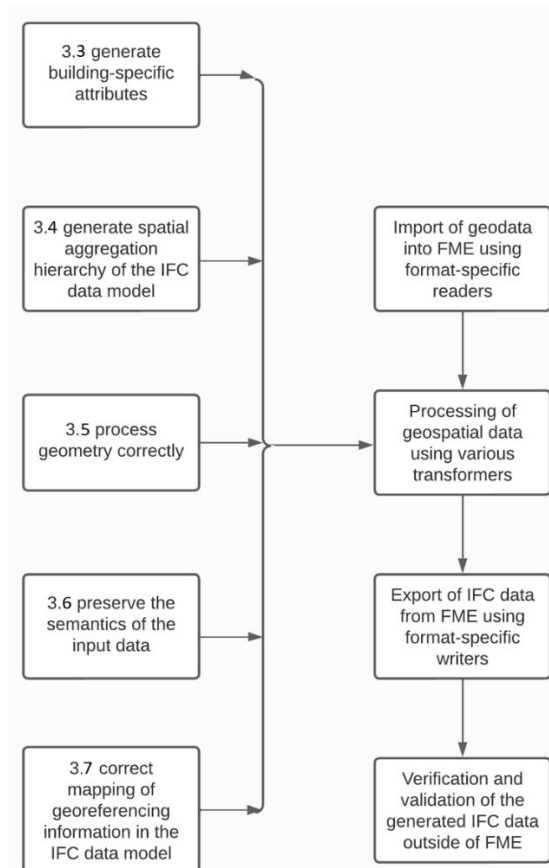 3.3 generate
building-specific
attributes
3.4 generate spatial
aggregation
hierarchy of the IFC
data model
3.5 process
geometry correctly
3.6 preserve the
semantics of the
input data
3.7 correct
mapping of
georeferencing
information in the
IFC data model
Import of geodata
into FME using
format-specific
readers
Processing of
geospatial data
using various
transformers
Export of IFC data
from FME using
format-specific
writers
Verification and
validation of the
generated IFC data
outside of FME